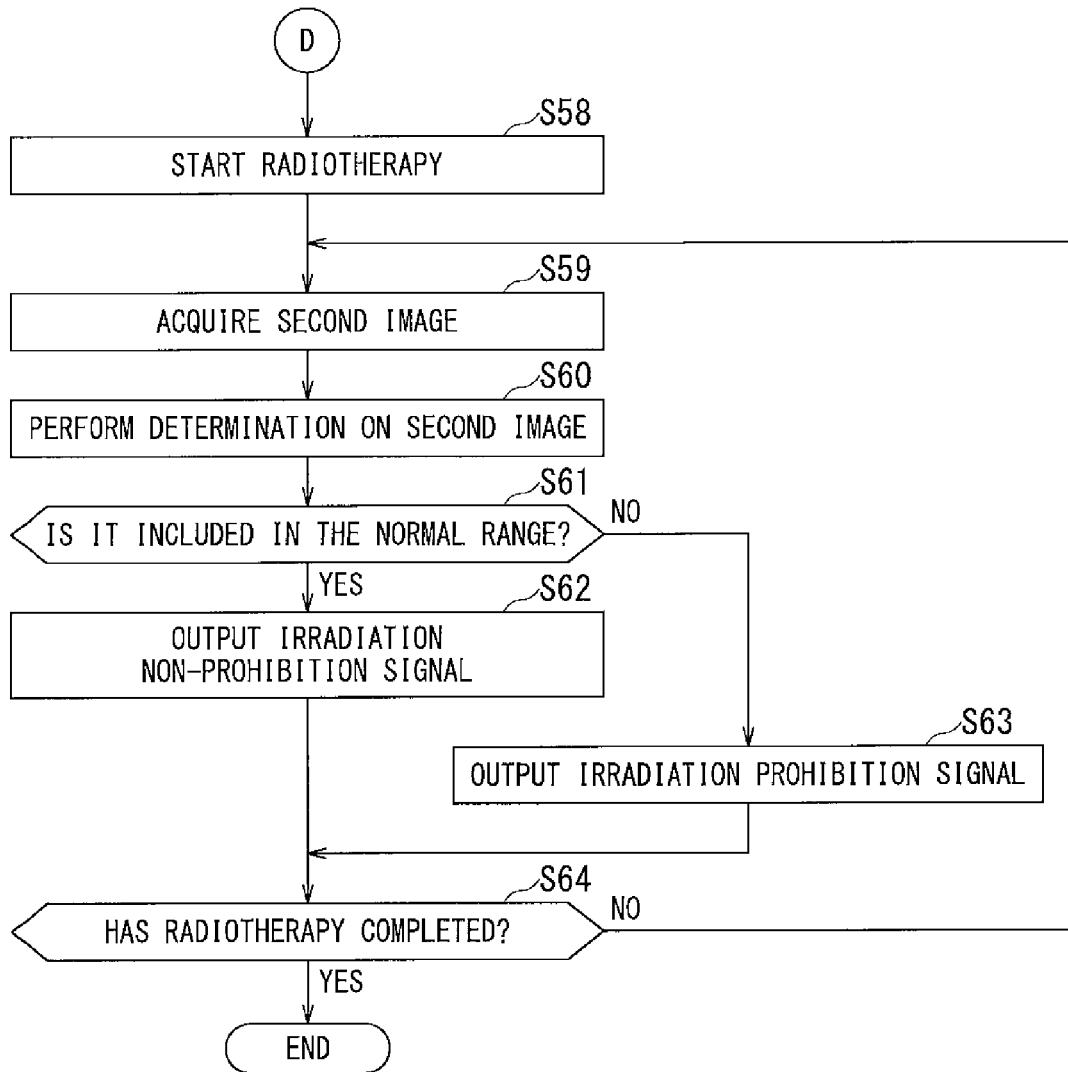 D
S58
START RADIOTHERAPY
S59
ACQUIRE SECOND IMAGE
S60
PERFORM DETERMINATION ON SECOND IMAGE
S61
IS IT INCLUDED IN THE NORMAL RANGE?
NO
YES
S62
OUTPUT IRRADIATION
NON-PROHIBITION SIGNAL
S63
OUTPUT IRRADIATION PROHIBITION SIGNAL
S64
HAS RADIOTHERAPY COMPLETED?
NO
YES
END